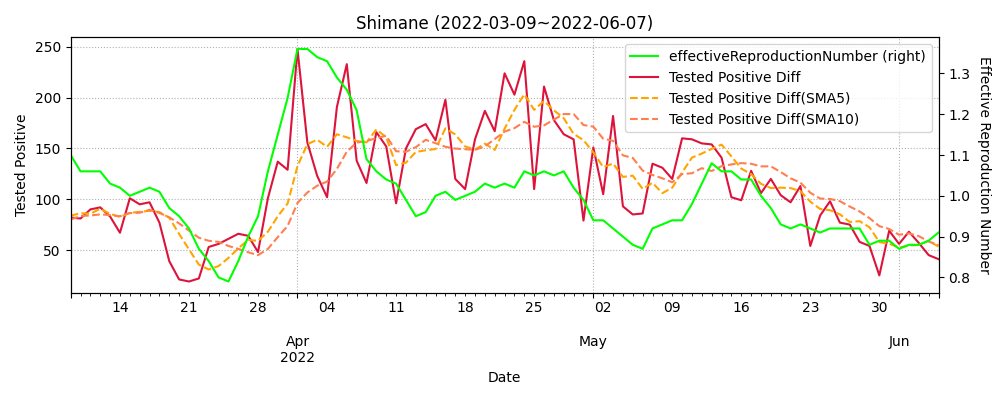 Shimane (2022-03-09~2022-06-07)
effectiveReproductionNumber (right)
Tested Positive Diff
Tested Positive Diff(SMA5)
Tested Positive Diff(SMA10)
Tested Positive
250
200
150
100
50
Effective Reproduction Number
1.3
1.2
1.1
1.0
0.9
0.8
14 21 28 04 11 18 25 02 09 16 23 30
Apr May Jun
2022
Date